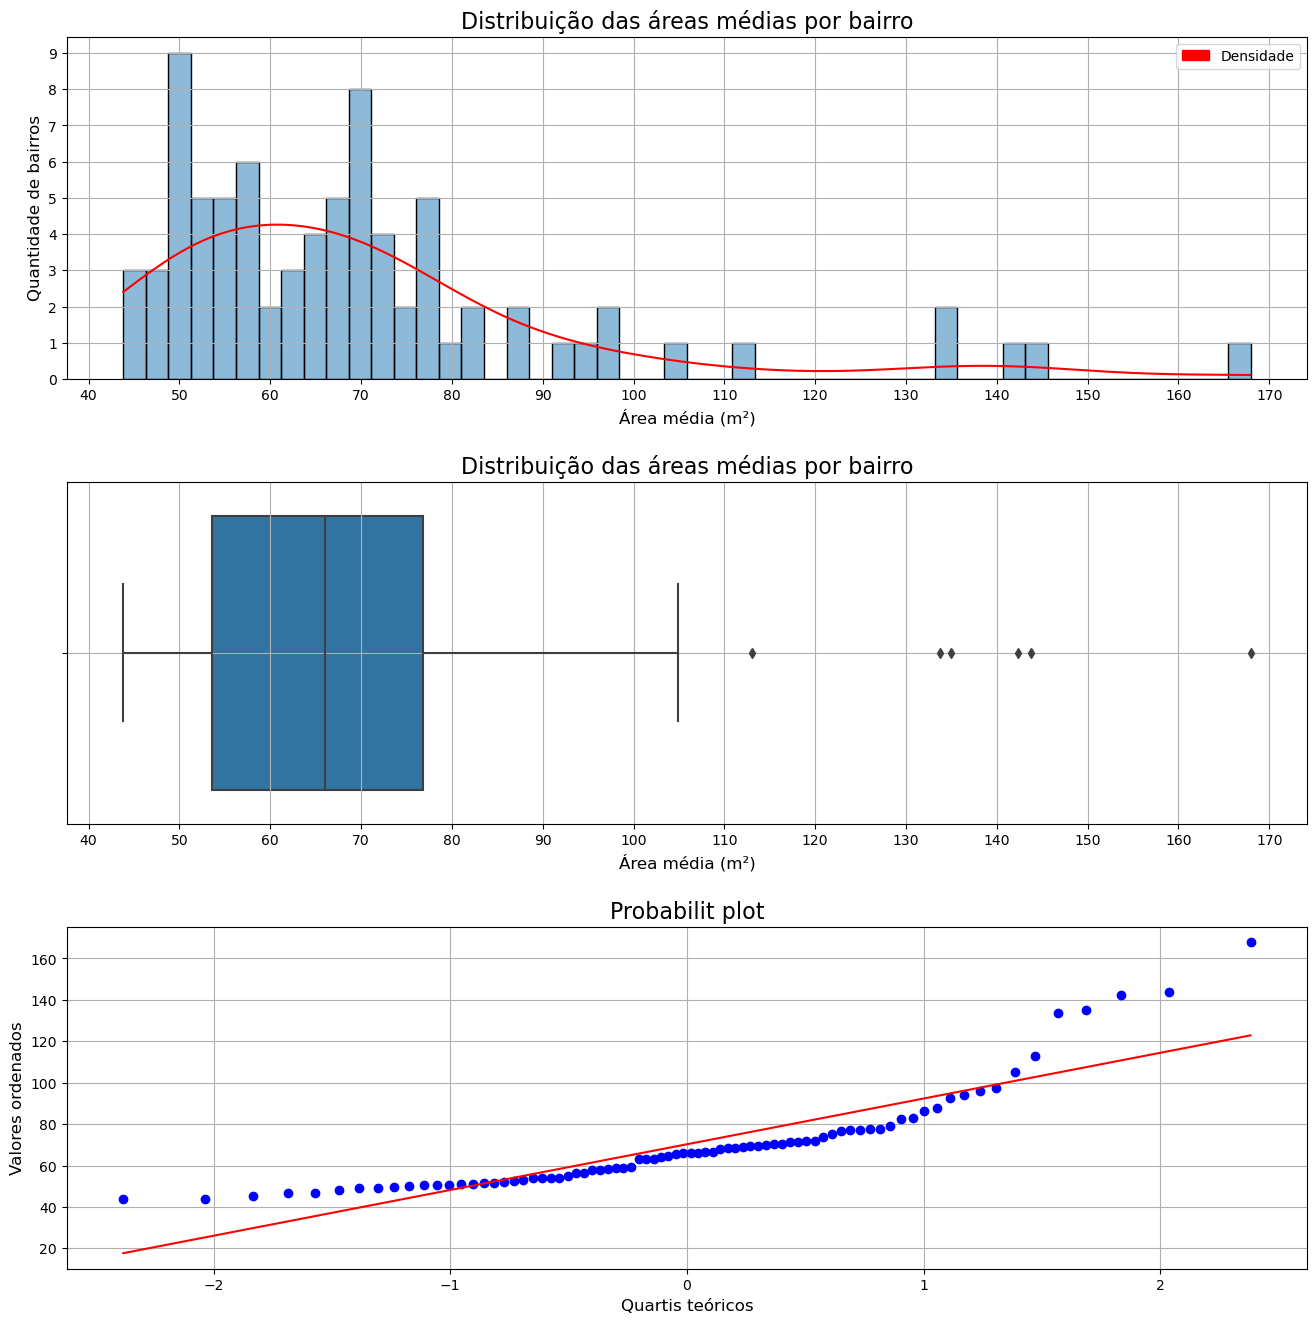 Distribuição das áreas médias por bairro
Densidade
Quantidade de bairros
9
8
7
6
5
4
3
2
1
0
40 50 60 70 80 90 100 110 120 130 140 150 160 170
Área média (m²)
Distribuição das áreas médias por bairro
40 50 60 70 80 90 100 110 120 130 140 150 160 170
Área média (m²)
Probabilit plot
Valores ordenados
160
140
120
100
80
60
40
20
−2 −1 0 1 2
Quartis teóricos